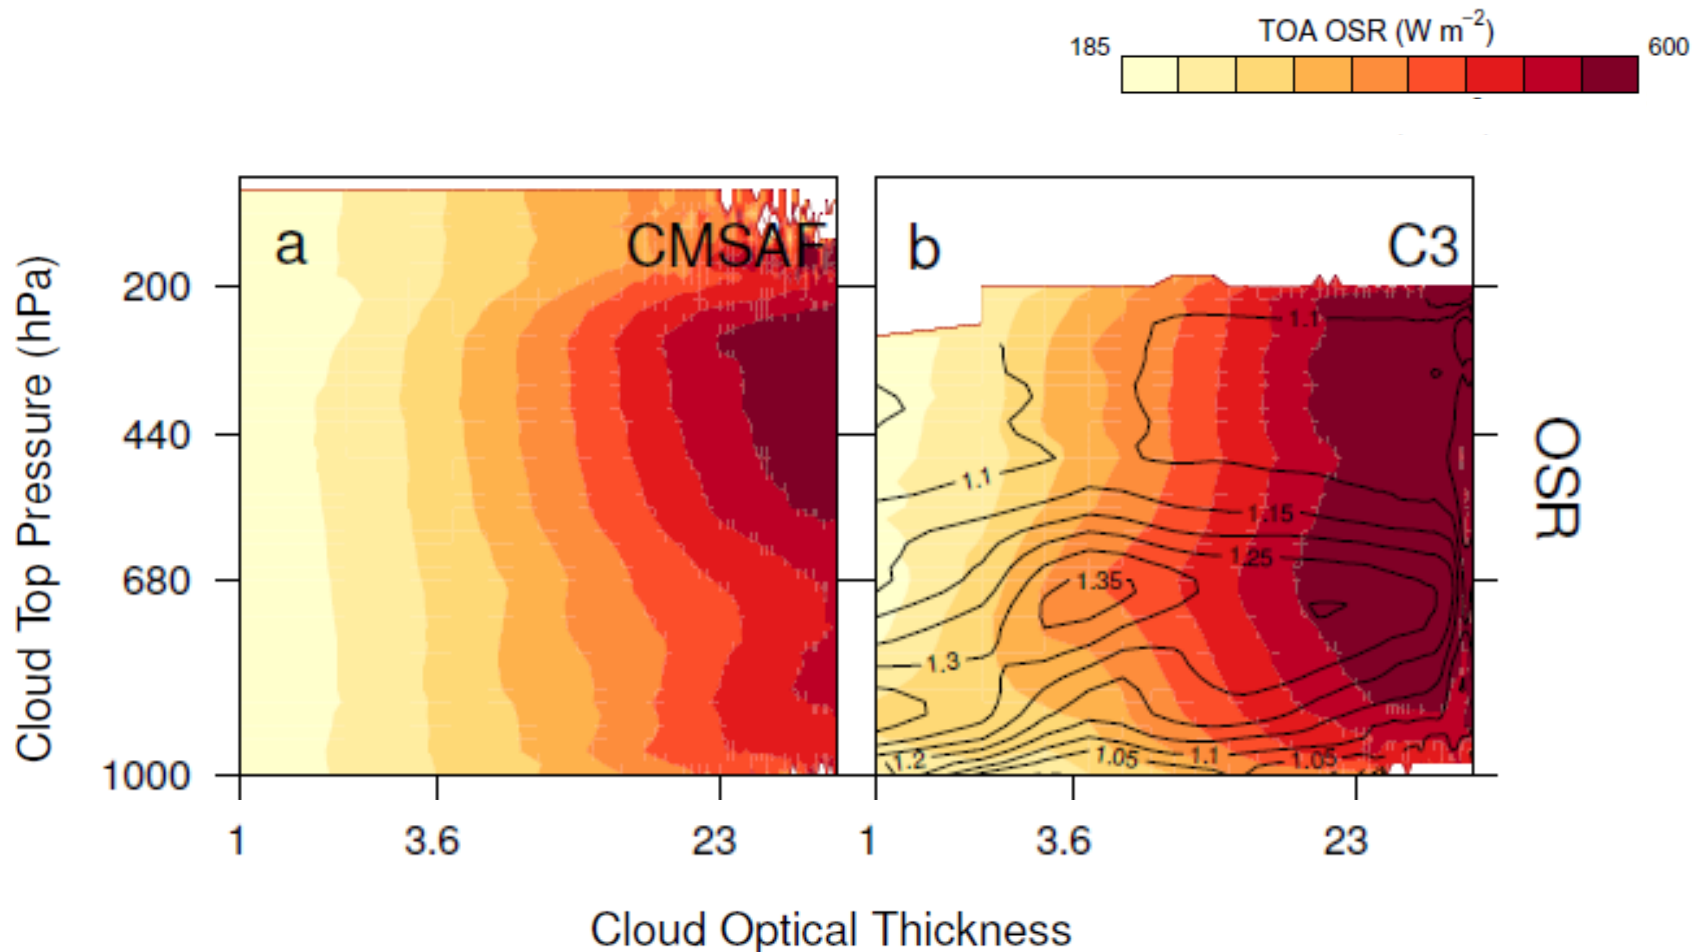 TOA OSR (W m⁻²)
185 600
a CMSAF
b C3
Cloud Top Pressure (hPa)
200
440
680
1000
1.1
1.1
1.15
1.25
1.35
1.3
1.2
1.05
1.1
1.05
OSR
1 3.6 23 1 3.6 23
Cloud Optical Thickness